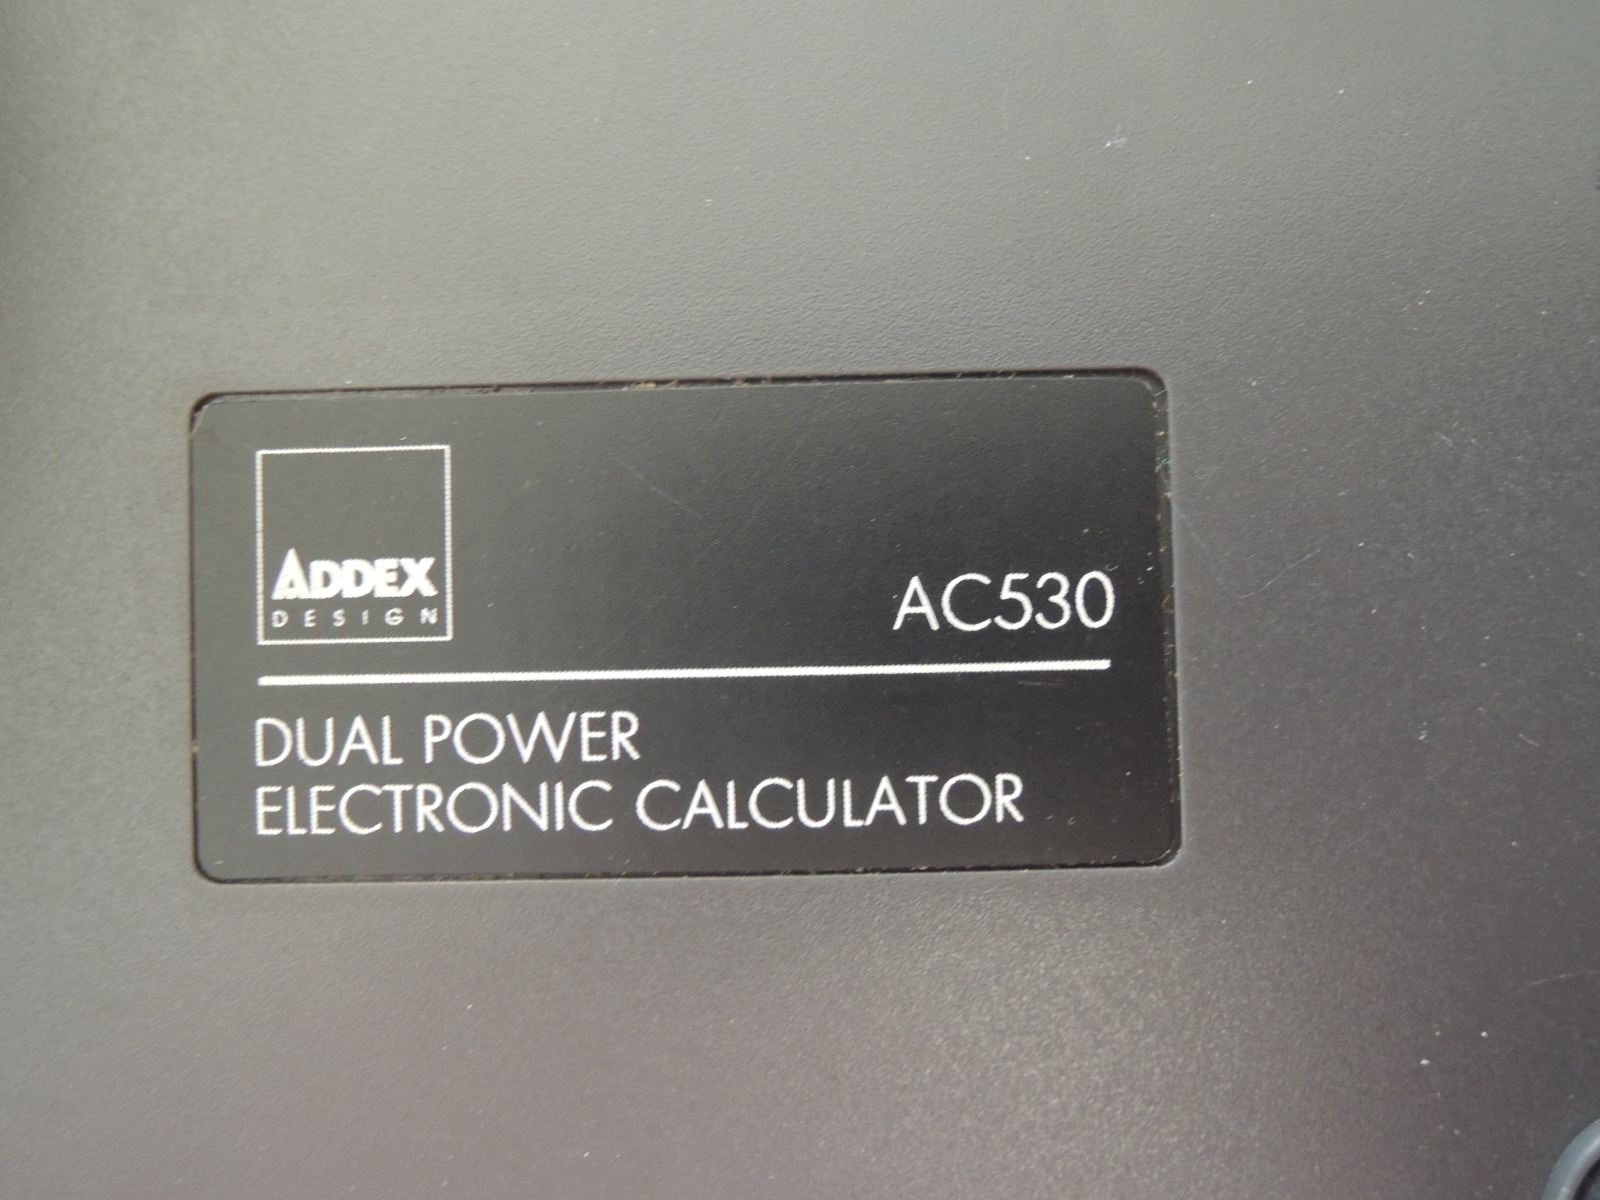 ADDEX
DESIGN
AC530
DUAL POWER
ELECTRONIC CALCULATOR